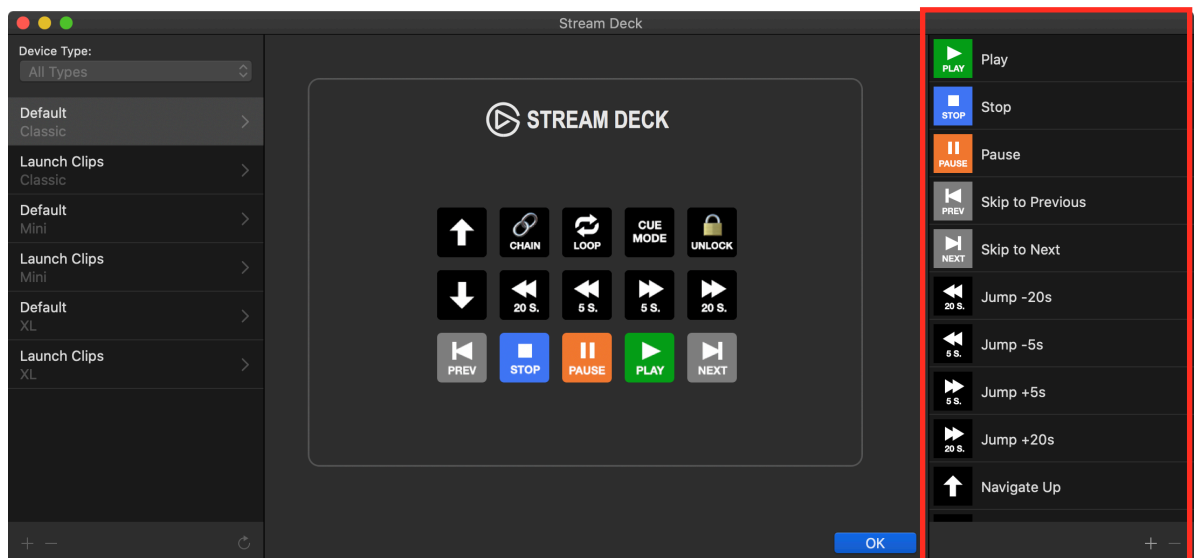 Stream Deck
Device Type:
All Types
Default
Classic
Launch Clips
Classic
Default
Mini
Launch Clips
Mini
Default
XL
Launch Clips
XL
STREAM DECK
CHAIN
LOOP
CUE
MODE
UNLOCK
20 S.
5 S.
5 S.
20 S.
PREV
STOP
PAUSE
PLAY
NEXT
OK
PLAY
Play
STOP
Stop
PAUSE
Pause
PREV
Skip to Previous
NEXT
Skip to Next
20 S.
Jump -20s
5 S.
Jump -5s
5 S.
Jump +5s
20 S.
Jump +20s
Navigate Up